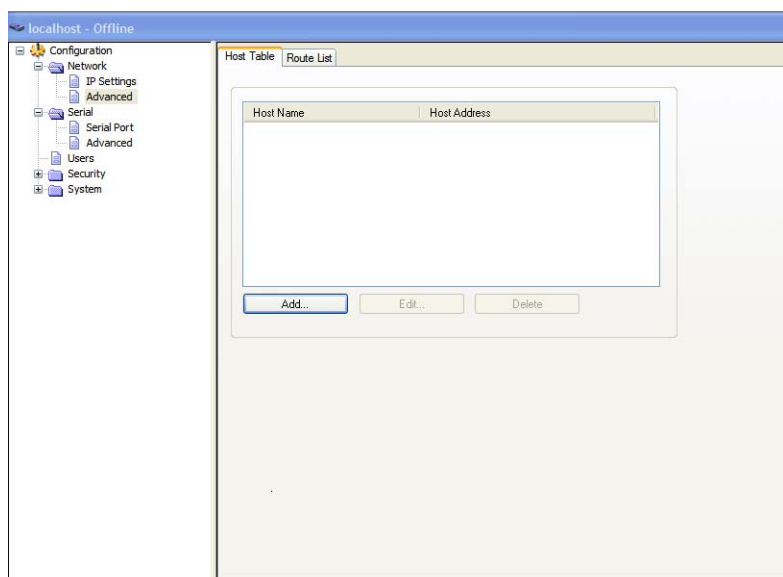 localhost - Offline
Configuration
Network
IP Settings
Advanced
Serial
Serial Port
Advanced
Users
Security
System
Host Table
Route List
Host Name
Host Address
Add...
Edit...
Delete